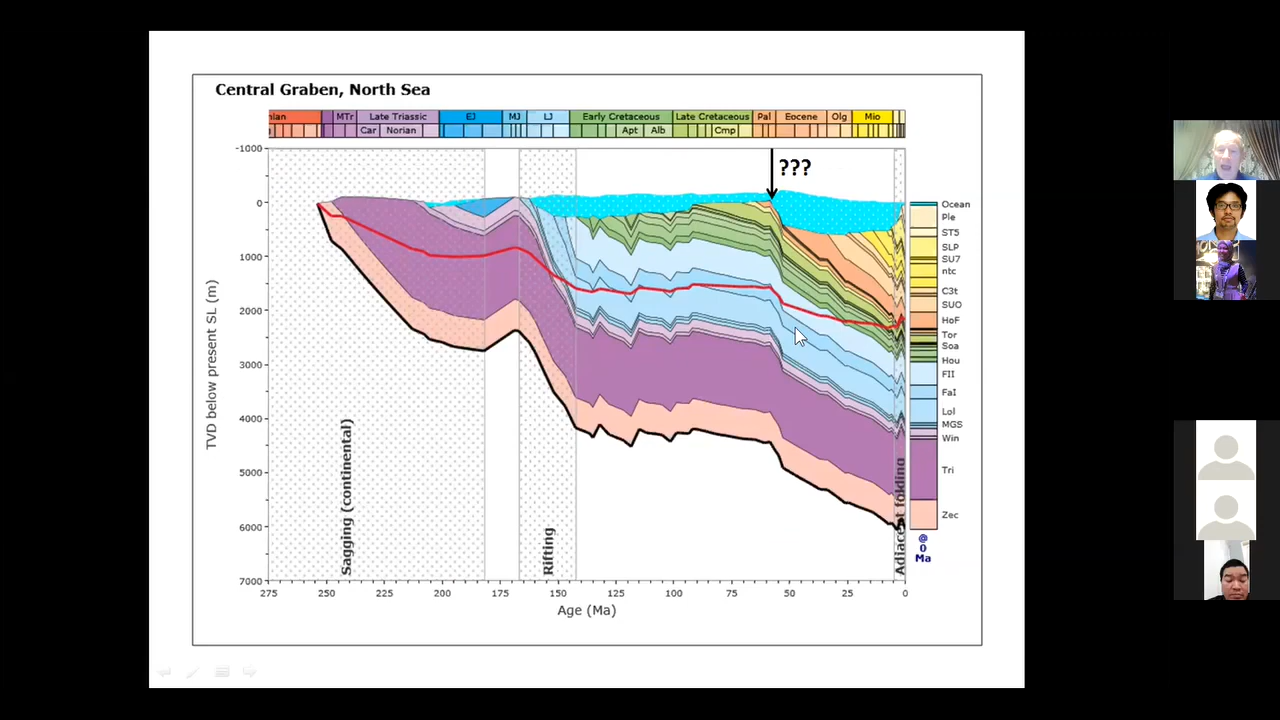 Central Graben, North Sea
nian MTr Late Triassic EJ MJ LJ Early Cretaceous Late Cretaceous Pal Eocene Olg Mio
Car Norian Apt Alb Cmp
-1000
0
1000
2000
3000
4000
5000
6000
7000
TVD below present SL (m)
???
Sagging (continental)
Rifting
Adjacent folding
Ocean
Ple
ST5
SLP
SU7
ntc
C3t
SUO
HoF
Tor
Soa
Hou
FII
FaI
Lol
MGS
Win
Tri
Zec
@
0
Ma
275 250 225 200 175 150 125 100 75 50 25 0
Age (Ma)